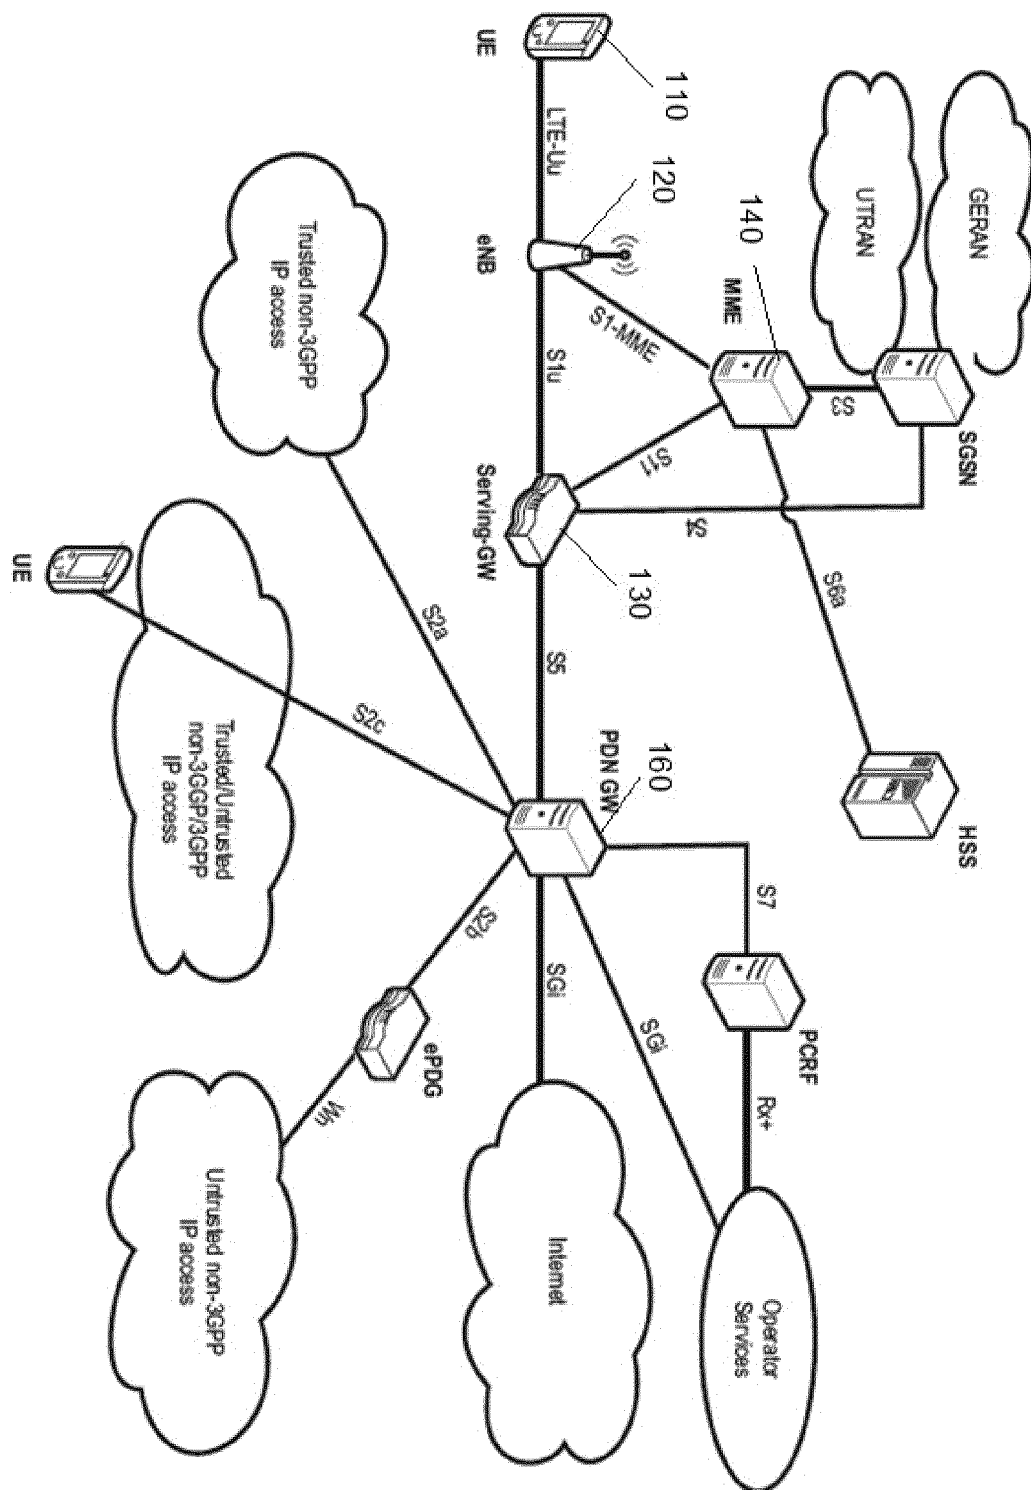 GERAN
SGSN
HSS
UTRAN
S3
S6a
PCRF
S7
Rx+
Operator
Services
140
MME
110
120
S1-MME
S11
130
160
PDN GW
SGi
UE
LTE-Uu
eNB
S1u
Serving-GW
S5
SGi
Internet
Trusted non-3GPP
IP access
S2a
S2c
S2b
ePDG
Wn
UE
Trusted/Untrusted
non-3GGP/3GPP
IP access
Untrusted non-3GPP
IP access